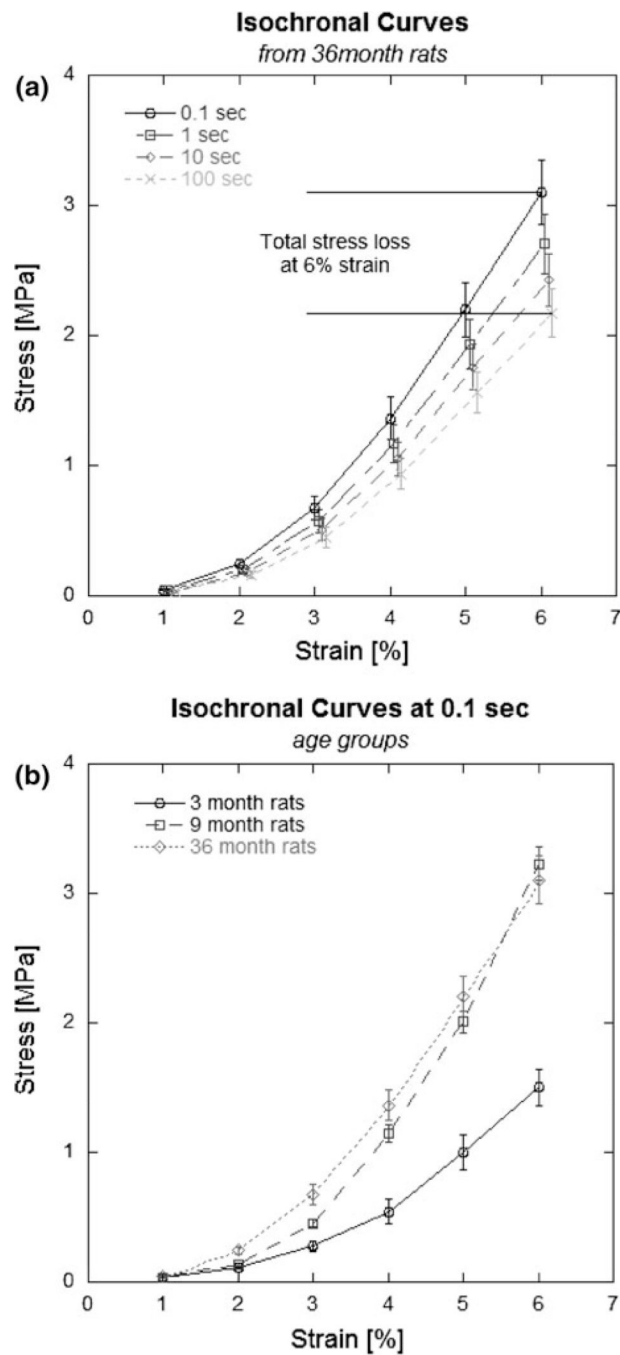 Isochronal Curves
from 36month rats
(a)
0.1 sec
1 sec
10 sec
100 sec
Total stress loss
at 6% strain
Stress [MPa]
4
3
2
1
0
0 1 2 3 4 5 6 7
Strain [%]
Isochronal Curves at 0.1 sec
age groups
(b)
3 month rats
9 month rats
36 month rats
Stress [MPa]
4
3
2
1
0
0 1 2 3 4 5 6 7
Strain [%]